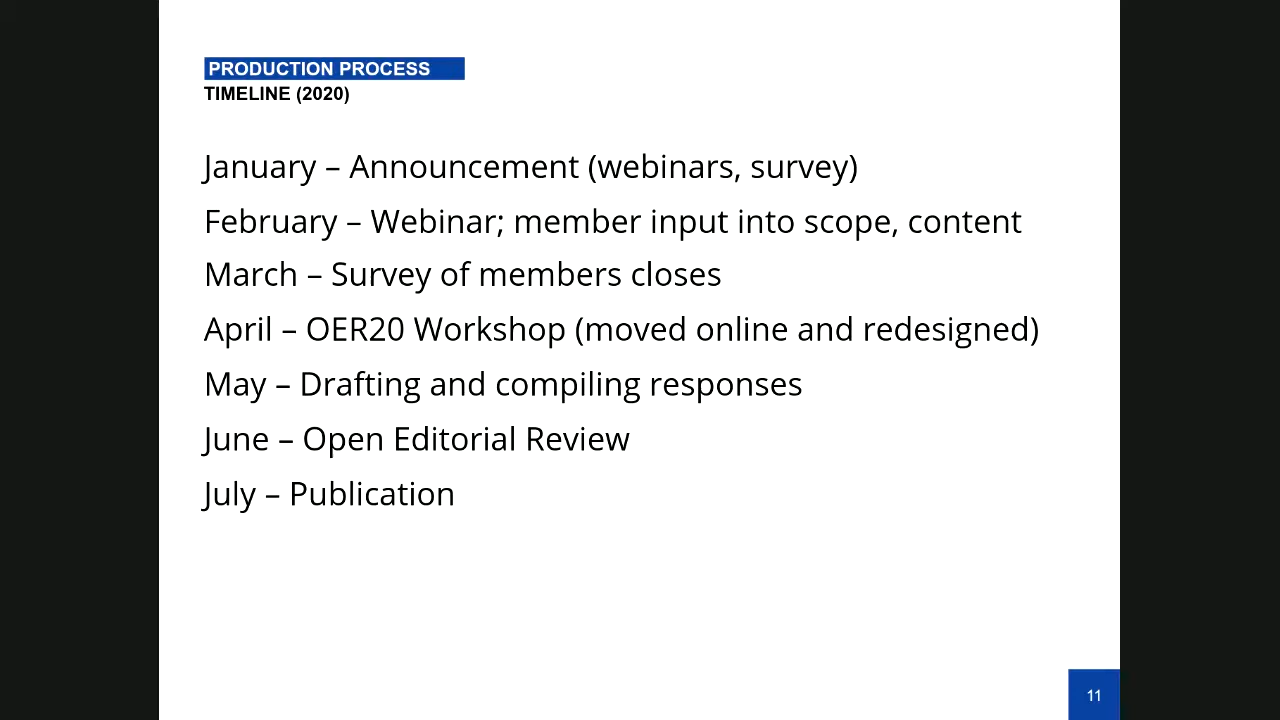 PRODUCTION PROCESS
TIMELINE (2020)
January – Announcement (webinars, survey)
February – Webinar; member input into scope, content
March – Survey of members closes
April – OER20 Workshop (moved online and redesigned)
May – Drafting and compiling responses
June – Open Editorial Review
July – Publication
11